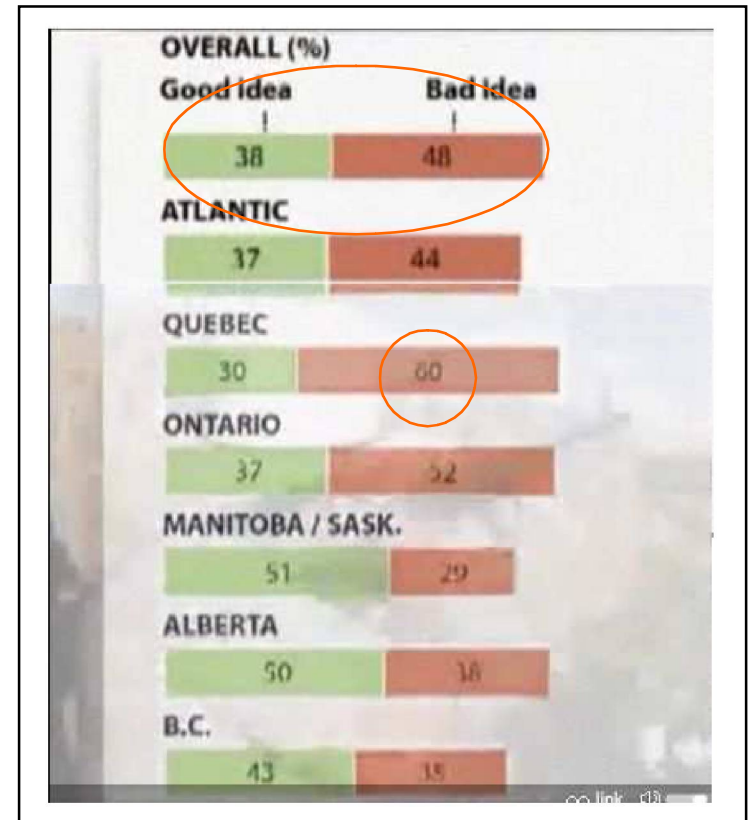 OVERALL (%)
Good idea Bad idea
38 48
ATLANTIC
37 44
QUEBEC
30 60
ONTARIO
37 52
MANITOBA / SASK.
51 29
ALBERTA
50 38
B.C.
43 35
link